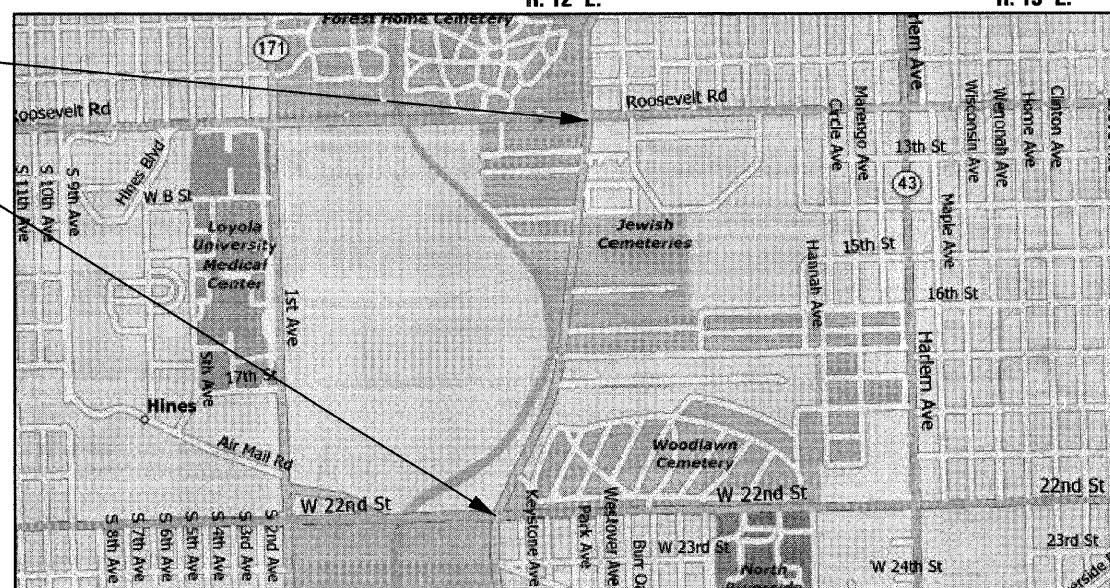 R. 12 E.
R. 13 E.
Forest Home Cemetery
171
Harlem Ave
Roosevelt Rd
Roosevelt Rd
Circle Ave
Marengo Ave
Wisconsin Ave
Wenonah Ave
Home Ave
Clinton Ave
13th St
43
S 11th Ave
S 10th Ave
S 9th Ave
Hines Blvd
W B St
Loyola
University
Medical
Center
Jewish
Cemeteries
Maple Ave
15th St
Hannah Ave
16th St
1st Ave
Harlem Ave
5th Ave
17th St
Hines
Air Mail Rd
Woodlawn
Cemetery
W 22nd St
W 22nd St
22nd St
S 8th Ave
S 7th Ave
S 6th Ave
S 5th Ave
S 4th Ave
S 3rd Ave
S 2nd Ave
Keystone Ave
Park Ave
Westover Ave
Burr O
W 23rd St
23rd St
North
W 24th St